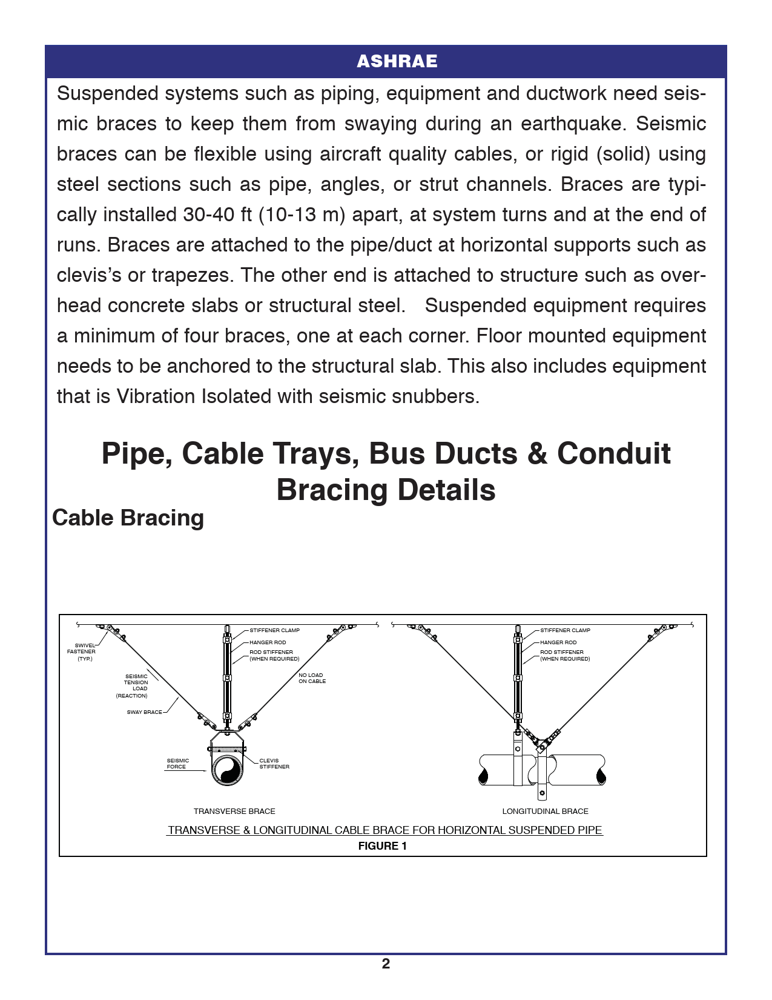 ASHRAE
Suspended systems such as piping, equipment and ductwork need seis-
mic braces to keep them from swaying during an earthquake. Seismic
braces can be flexible using aircraft quality cables, or rigid (solid) using
steel sections such as pipe, angles, or strut channels. Braces are typi-
cally installed 30-40 ft (10-13 m) apart, at system turns and at the end of
runs. Braces are attached to the pipe/duct at horizontal supports such as
clevis’s or trapezes. The other end is attached to structure such as over-
head concrete slabs or structural steel.   Suspended equipment requires
a minimum of four braces, one at each corner. Floor mounted equipment
needs to be anchored to the structural slab. This also includes equipment
that is Vibration Isolated with seismic snubbers.
Pipe, Cable Trays, Bus Ducts & Conduit
Bracing Details
Cable Bracing
SWIVEL
FASTENER
(TYP.)
SEISMIC
TENSION
LOAD
(REACTION)
SWAY BRACE
STIFFENER CLAMP
HANGER ROD
ROD STIFFENER
(WHEN REQUIRED)
NO LOAD
ON CABLE
SEISMIC
FORCE
CLEVIS
STIFFENER
TRANSVERSE BRACE
STIFFENER CLAMP
HANGER ROD
ROD STIFFENER
(WHEN REQUIRED)
LONGITUDINAL BRACE
TRANSVERSE & LONGITUDINAL CABLE BRACE FOR HORIZONTAL SUSPENDED PIPE
FIGURE 1
2